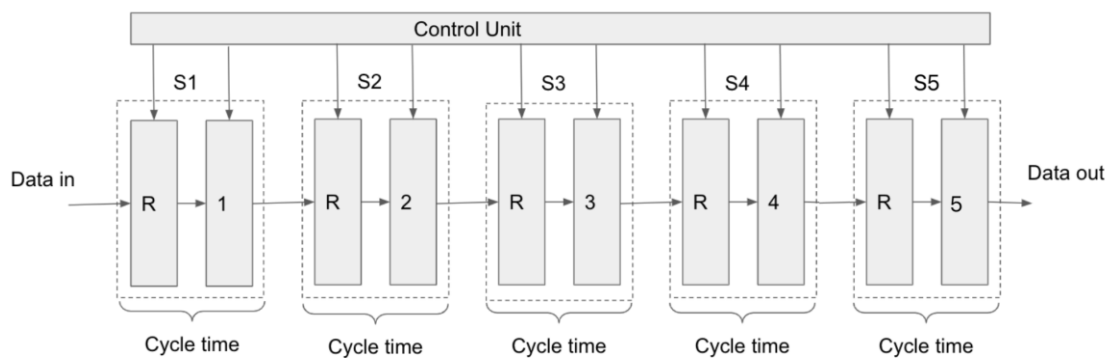 Control Unit
S1 S2 S3 S4 S5
Data in R 1 R 2 R 3 R 4 R 5 Data out
Cycle time Cycle time Cycle time Cycle time Cycle time